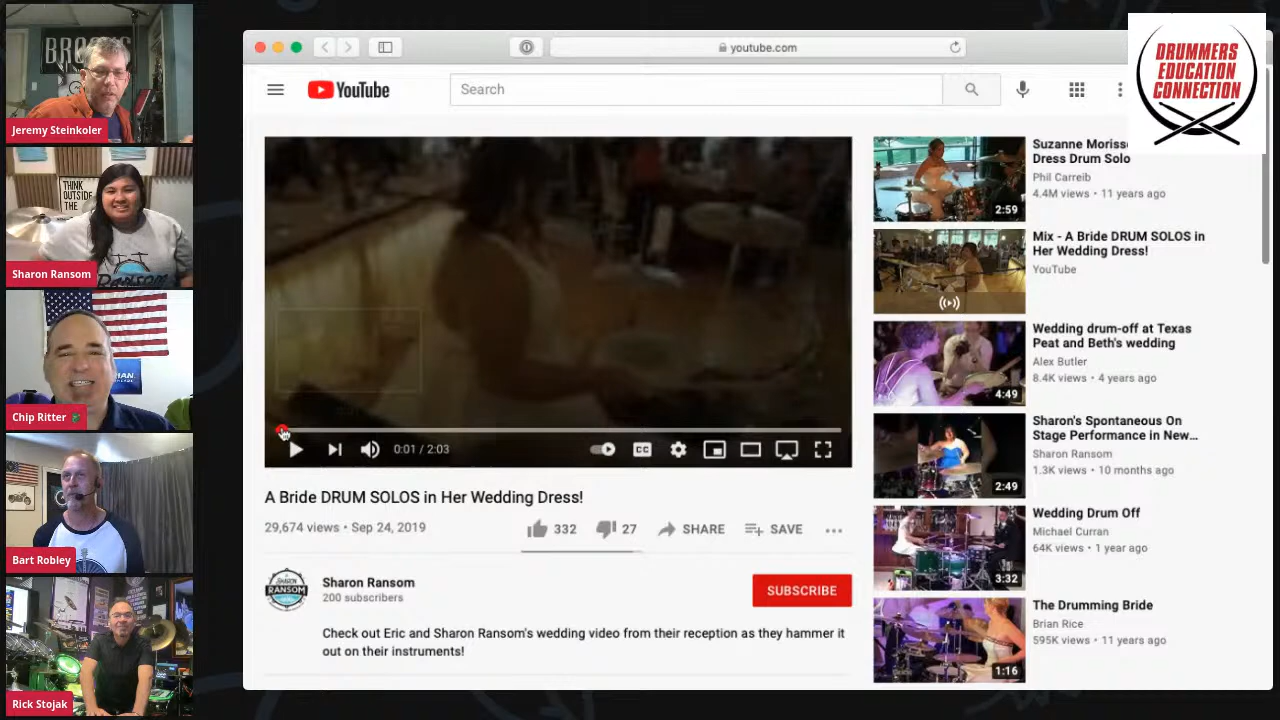 Jeremy Steinkoler
THINK
OUTSIDE
THE
Sharon Ransom
Chip Ritter
Bart Robley
Rick Stojak
youtube.com
YouTube
Search
DRUMMERS
EDUCATION
CONNECTION
0:01 / 2:03
CC
A Bride DRUM SOLOS in Her Wedding Dress!
29,674 views • Sep 24, 2019
332
27
SHARE
SAVE
SHARON
RANSOM
Sharon Ransom
200 subscribers
SUBSCRIBE
Check out Eric and Sharon Ransom's wedding video from their reception as they hammer it
out on their instruments!
2:59
Suzanne
Dress Drum Solo
Phil Carreib
4.4M views • 11 years ago
Mix - A Bride DRUM SOLOS in
Her Wedding Dress!
YouTube
4:49
Wedding drum-off at Texas
Peat and Beth's wedding
Alex Butler
8.4K views • 4 years ago
2:49
Sharon's Spontaneous On
Stage Performance in New...
Sharon Ransom
1.3K views • 10 months ago
3:32
Wedding Drum Off
Michael Curran
64K views • 1 year ago
1:16
The Drumming Bride
Brian Rice
595K views • 11 years ago